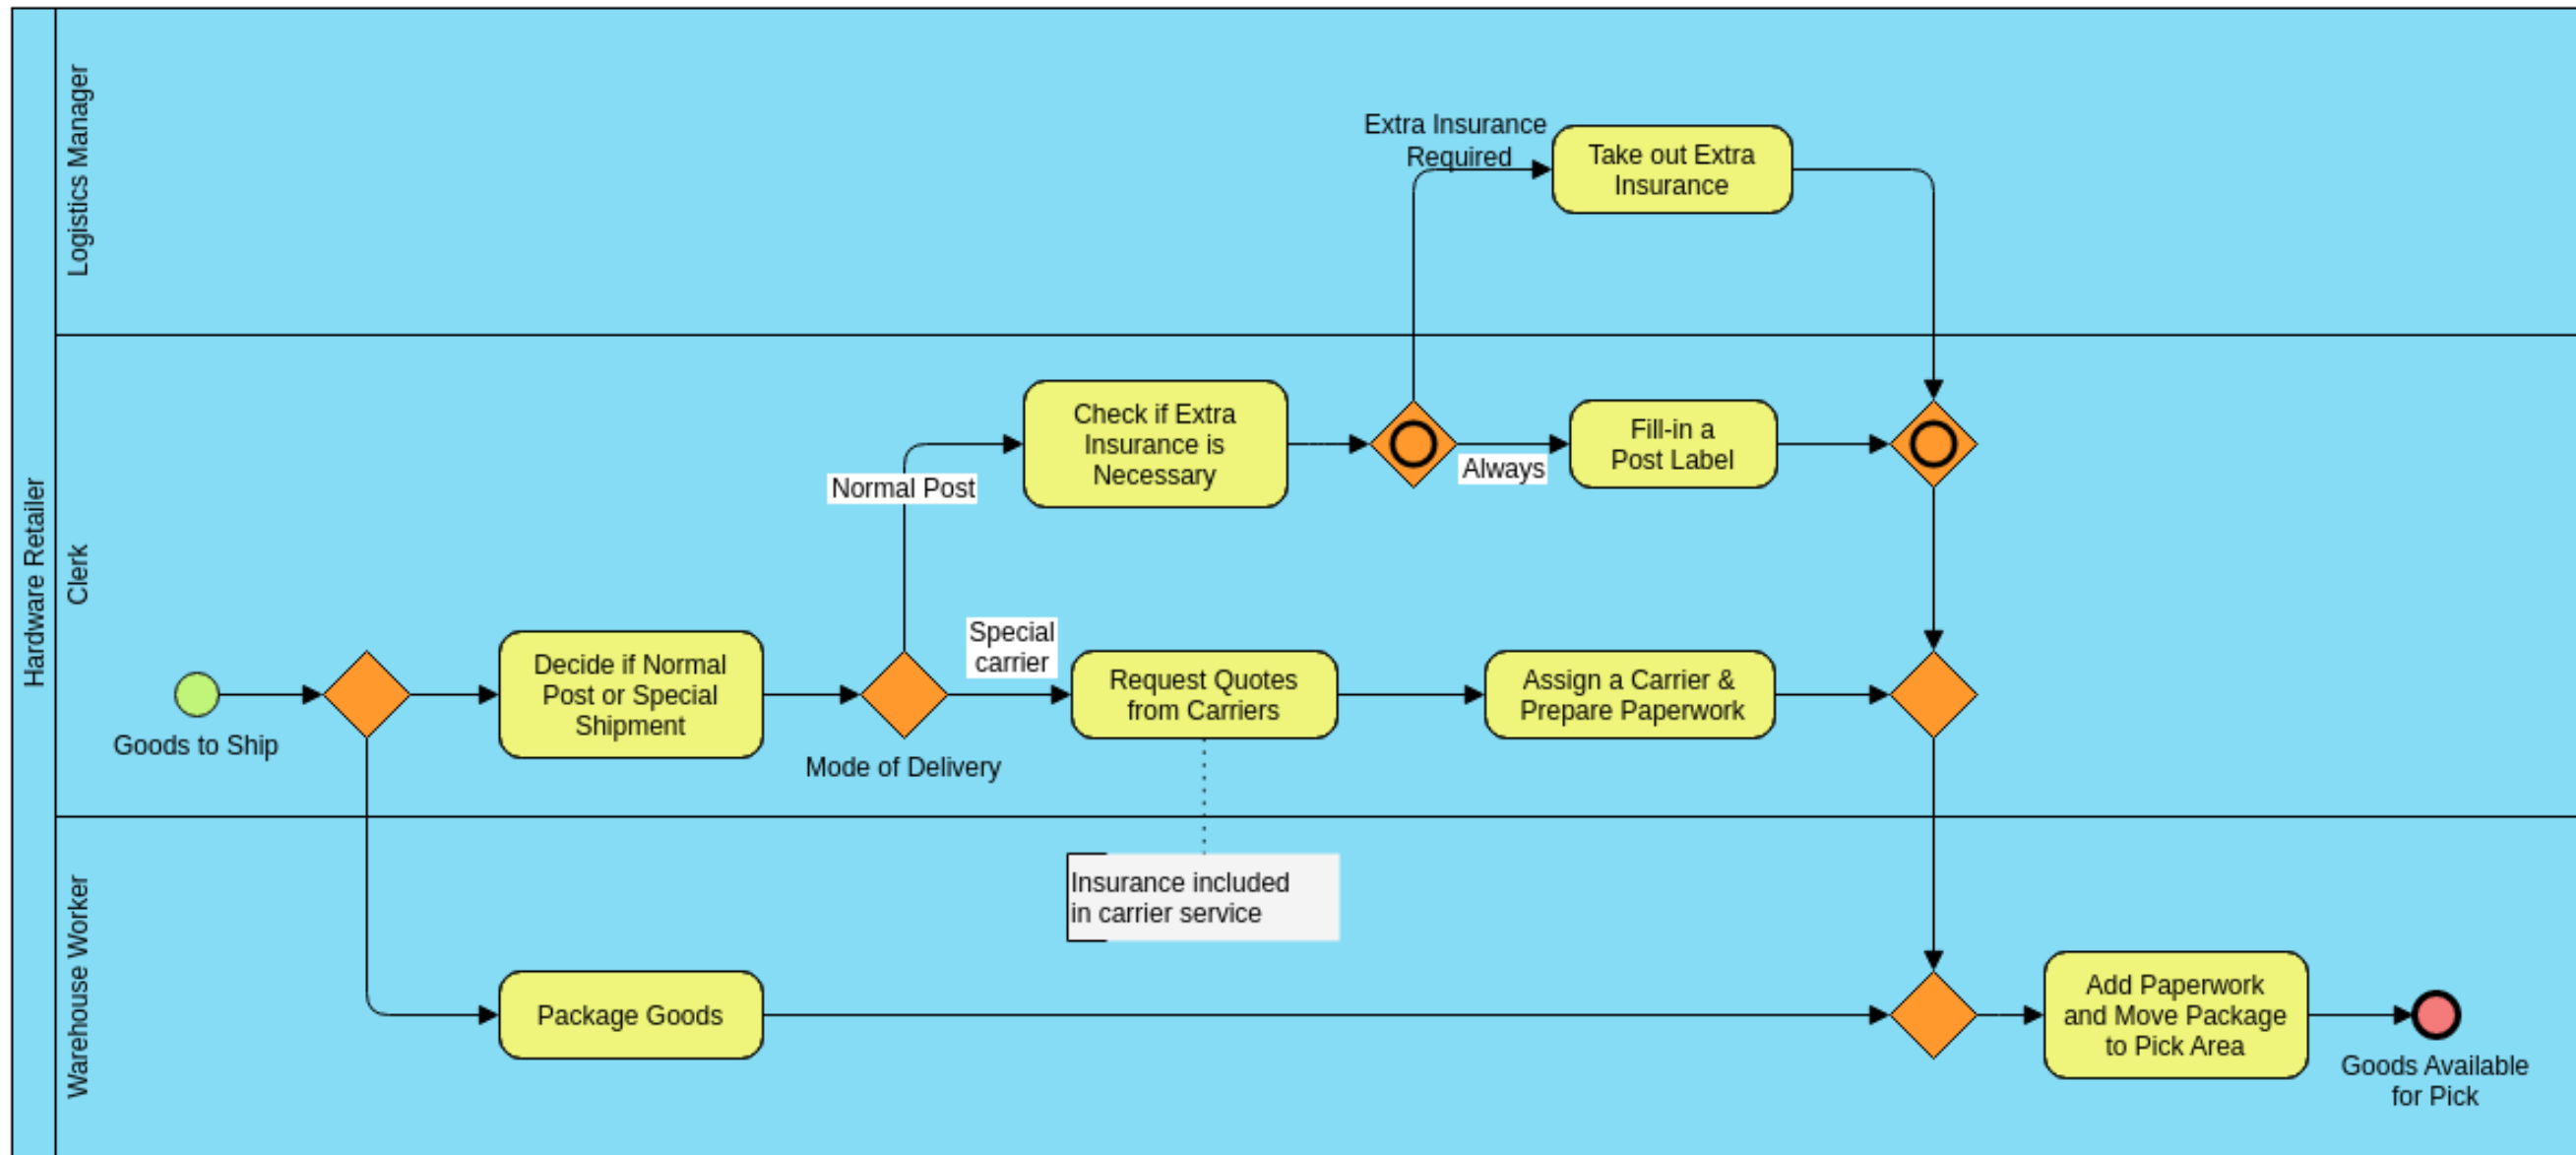 Hardware Retailer
Logistics Manager
Extra Insurance
Required
Take out Extra
Insurance
Clerk
Check if Extra
Insurance is
Necessary
Always
Fill-in a
Post Label
Normal Post
Goods to Ship
Decide if Normal
Post or Special
Shipment
Mode of Delivery
Special
carrier
Request Quotes
from Carriers
Assign a Carrier &
Prepare Paperwork
Warehouse Worker
Insurance included
in carrier service
Package Goods
Add Paperwork
and Move Package
to Pick Area
Goods Available
for Pick